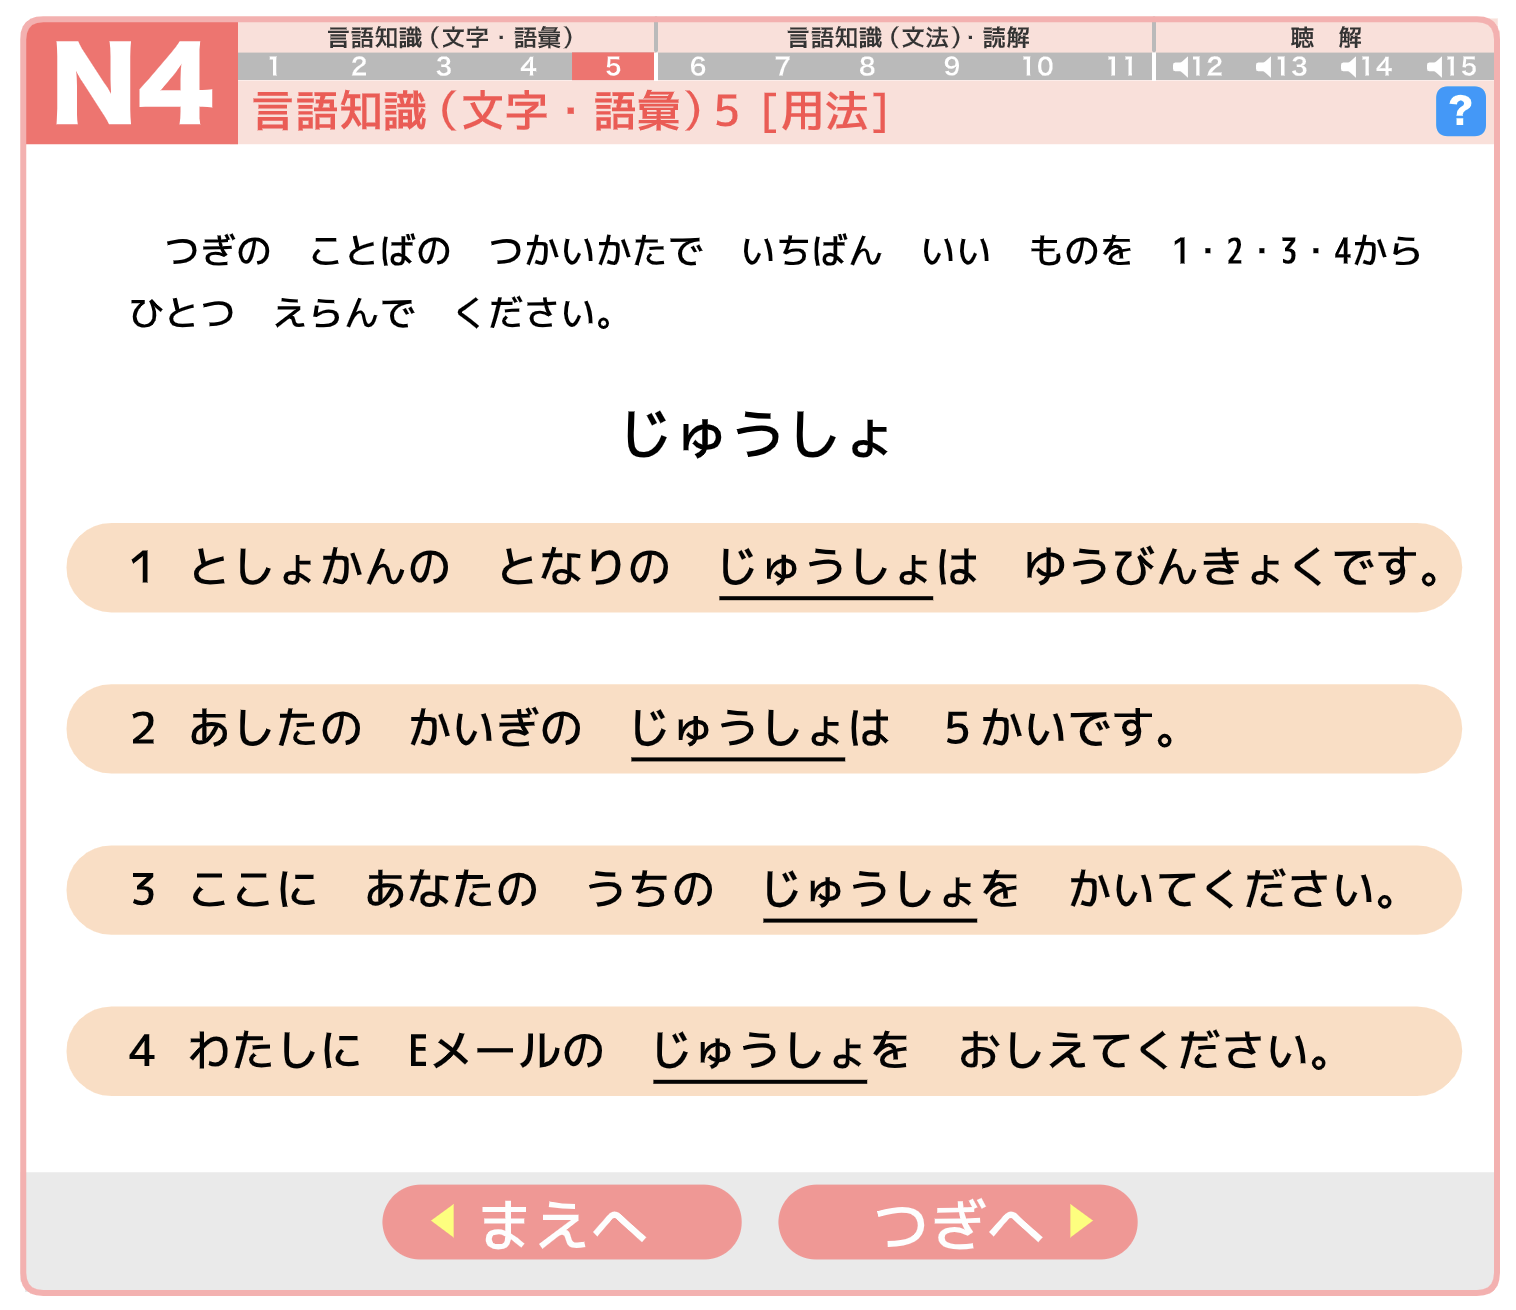 N4
言語知識（文字・語彙） 言語知識（文法）・読解 聴　解
1 2 3 4 5 6 7 8 9 10 11 12 13 14 15
言語知識（文字・語彙）5［用法］
?
つぎの　ことばの　つかいかたで　いちばん　いい　ものを　1・2・3・4から
ひとつ　えらんで　ください。
じゅうしょ
1 としょかんの　となりの　じゅうしょは　ゆうびんきょくです。
2 あしたの　かいぎの　じゅうしょは　5かいです。
3 ここに　あなたの　うちの　じゅうしょを　かいてください。
4 わたしに　Eメールの　じゅうしょを　おしえてください。
まえへ つぎへ